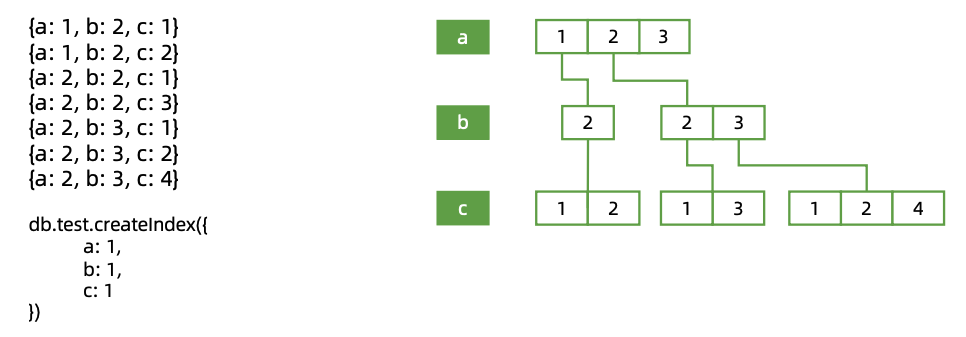 {a: 1, b: 2, c: 1}
{a: 1, b: 2, c: 2}
{a: 2, b: 2, c: 1}
{a: 2, b: 2, c: 3}
{a: 2, b: 3, c: 1}
{a: 2, b: 3, c: 2}
{a: 2, b: 3, c: 4}
db.test.createIndex({
a: 1,
b: 1,
c: 1
})
a 1 2 3
b 2 2 3
c 1 2 1 3 1 2 4